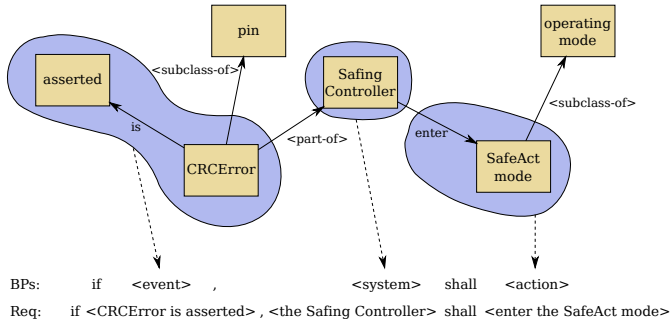 pin
operating
mode
asserted
<subclass-of>
Safing
Controller
<subclass-of>
is
<part-of>
enter
CRCError
SafeAct
mode
BPs: if <event> , <system> shall <action>
Req: if <CRCError is asserted> , <the Safing Controller> shall <enter the SafeAct mode>